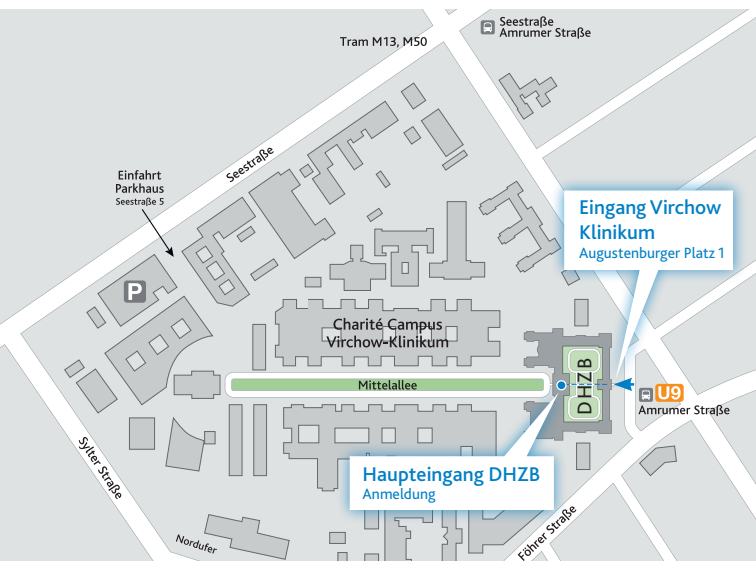 Seestraße
Amrumer Straße
Tram M13, M50
Seestraße
Einfahrt
Parkhaus
Seestraße 5
P
Eingang Virchow
Klinikum
Augustenburger Platz 1
Charité Campus
Virchow-Klinikum
Mittelallee
DHZB
U9
Amrumer Straße
Haupteingang DHZB
Anmeldung
Sylter Straße
Nordufer
Föhrer Straße